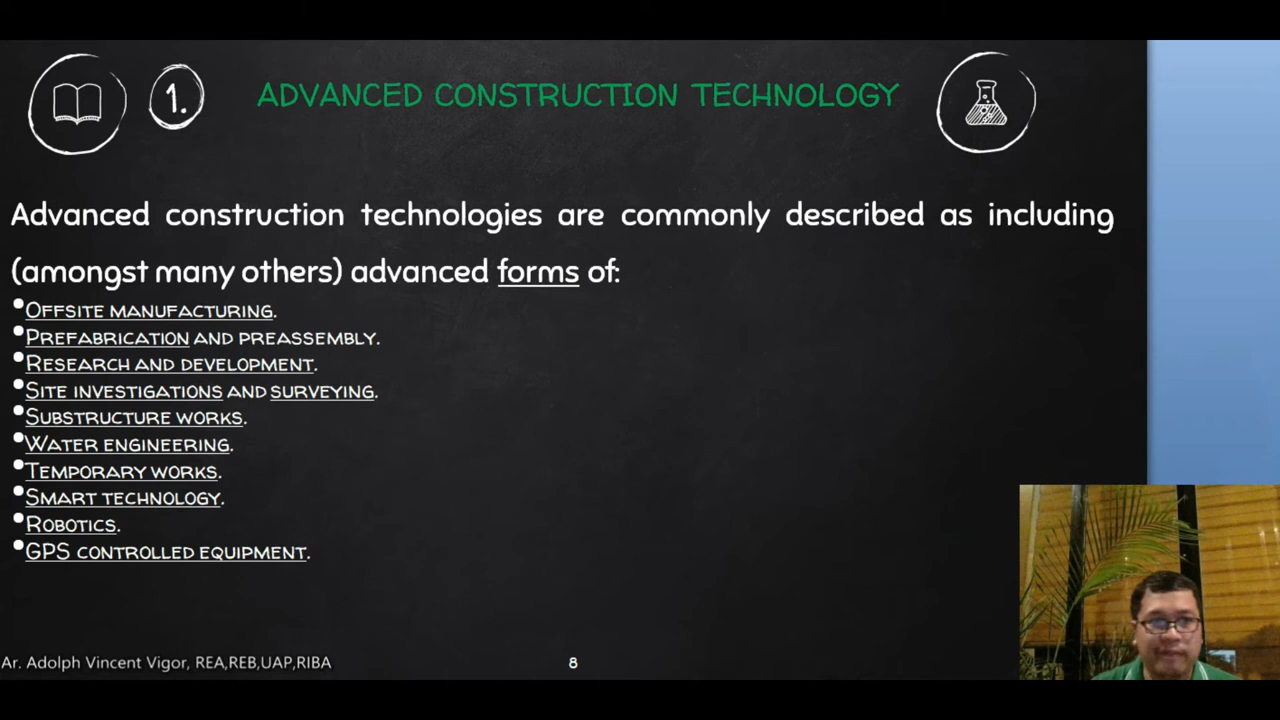 1.
ADVANCED CONSTRUCTION TECHNOLOGY
Advanced construction technologies are commonly described as including
(amongst many others) advanced forms of:
•OFFSITE MANUFACTURING.
•PREFABRICATION AND PREASSEMBLY.
•RESEARCH AND DEVELOPMENT.
•SITE INVESTIGATIONS AND SURVEYING.
•SUBSTRUCTURE WORKS.
•WATER ENGINEERING.
•TEMPORARY WORKS.
•SMART TECHNOLOGY.
•ROBOTICS.
•GPS CONTROLLED EQUIPMENT.
Ar. Adolph Vincent Vigor, REA,REB,UAP,RIBA
8